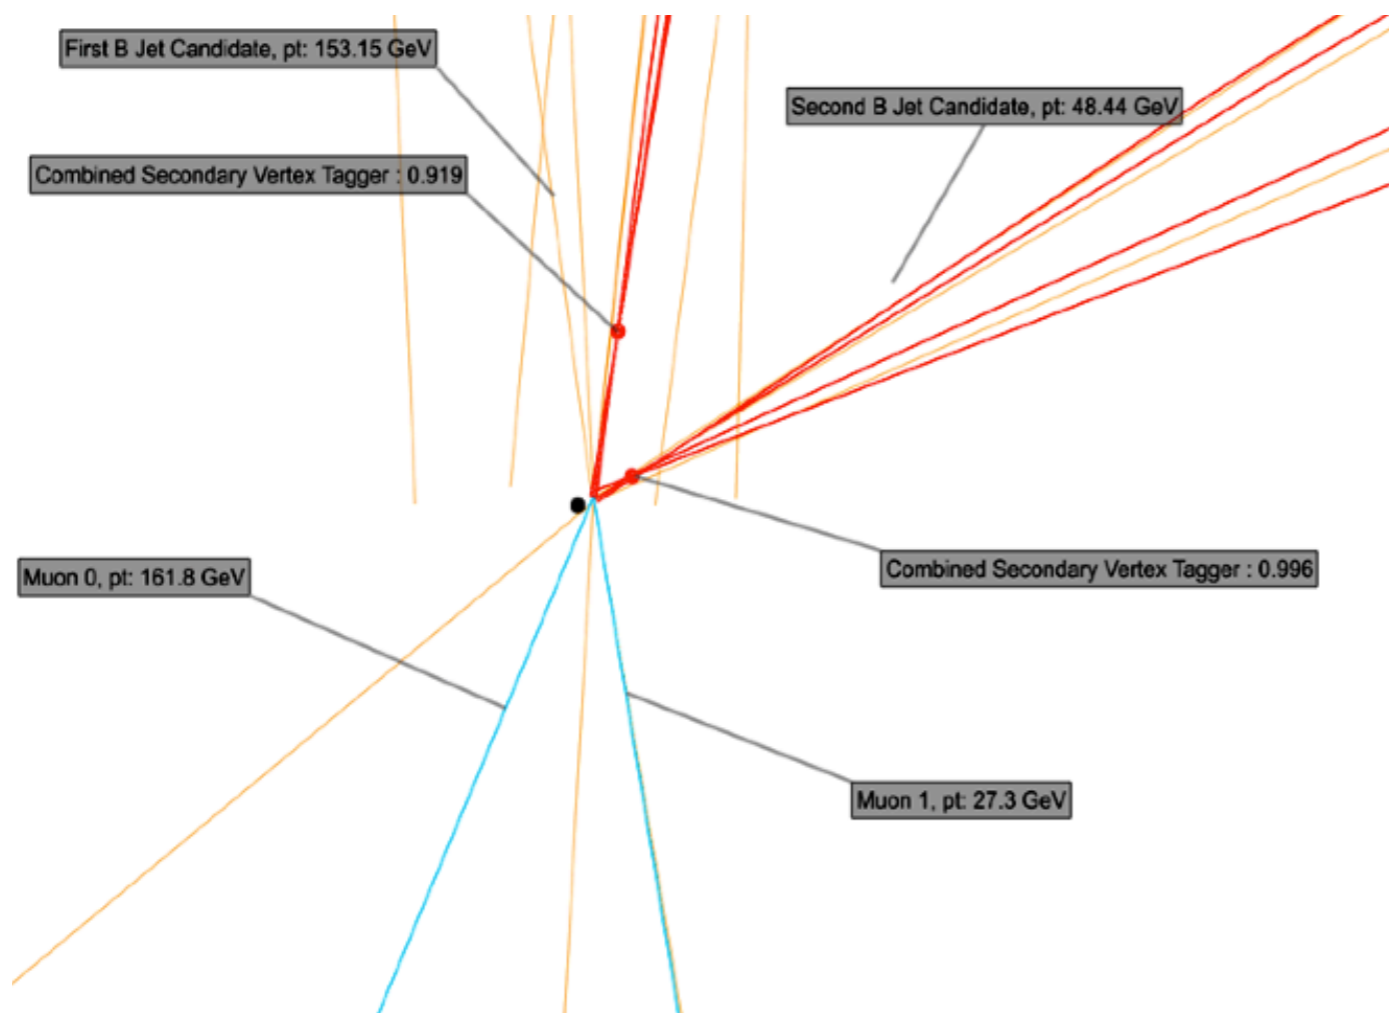 First B Jet Candidate, pt: 153.15 GeV
Second B Jet Candidate, pt: 48.44 GeV
Combined Secondary Vertex Tagger : 0.919
Combined Secondary Vertex Tagger : 0.996
Muon 0, pt: 161.8 GeV
Muon 1, pt: 27.3 GeV